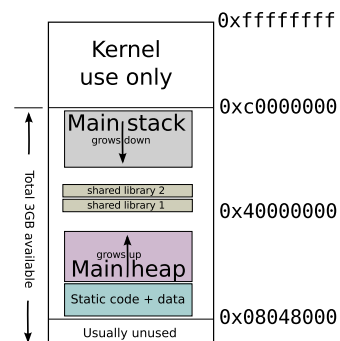 0xffffffff
Kernel
use only
0xc0000000
Main stack
grows down
shared library 2
shared library 1
0x40000000
Total 3GB available
grows up
Main heap
Static code + data
0x08048000
Usually unused